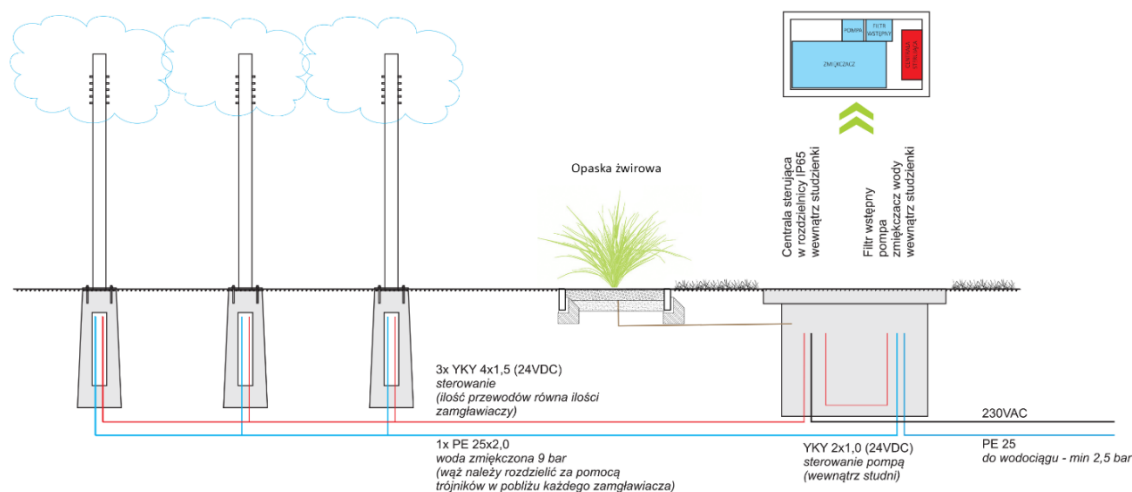 POMPA
FILTR
WSTĘPNY
ZMIĘKCZACZ
CENTRALA
STERUJĄCA
Opaska żwirowa
Centrala sterująca
w rozdzielnicy IP65
wewnątrz studzienki
Filtr wstępny
pompa
zmiękczacz wody
wewnątrz studzienki
3x YKY 4x1,5 (24VDC)
sterowanie
(ilość przewodów równa ilości
zamgławiaczy)
1x PE 25x2,0
woda zmiękczona 9 bar
(wąż należy rozdzielić za pomocą
trójników w pobliżu każdego zamgławiacza)
YKY 2x1,0 (24VDC)
sterowanie pompą
(wewnątrz studni)
230VAC
PE 25
do wodociągu - min 2,5 bar